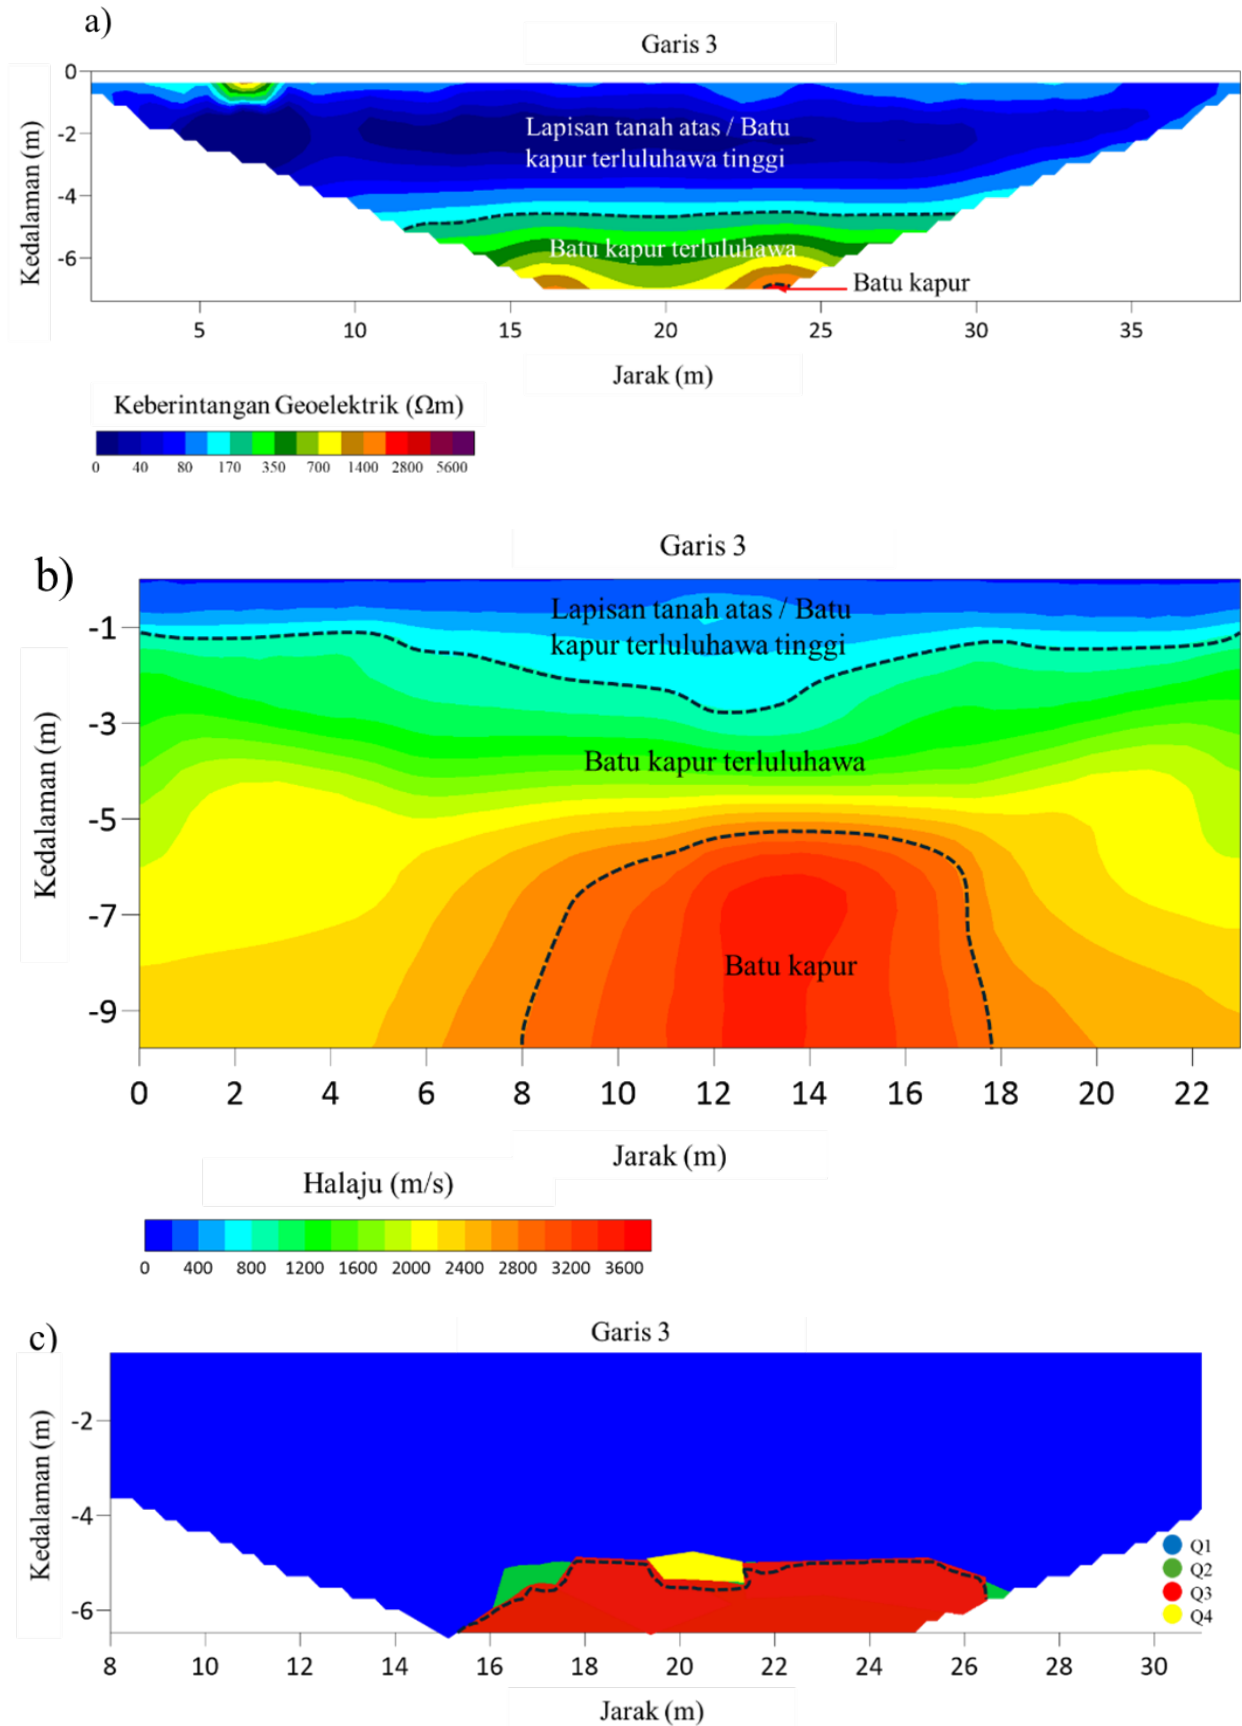 a)
Garis 3
Kedalaman (m)
0
-2
-4
-6
Lapisan tanah atas / Batu
kapur terluluhawa tinggi
Batu kapur terluluhawa
Batu kapur
5 10 15 20 25 30 35
Jarak (m)
Keberintangan Geoelektrik (Ωm)
0 40 80 170 350 700 1400 2800 5600
b)
Garis 3
Kedalaman (m)
-1
-3
-5
-7
-9
Lapisan tanah atas / Batu
kapur terluluhawa tinggi
Batu kapur terluluhawa
Batu kapur
0 2 4 6 8 10 12 14 16 18 20 22
Jarak (m)
Halaju (m/s)
0 400 800 1200 1600 2000 2400 2800 3200 3600
c)
Garis 3
Kedalaman (m)
-2
-4
-6
Q1
Q2
Q3
Q4
8 10 12 14 16 18 20 22 24 26 28 30
Jarak (m)